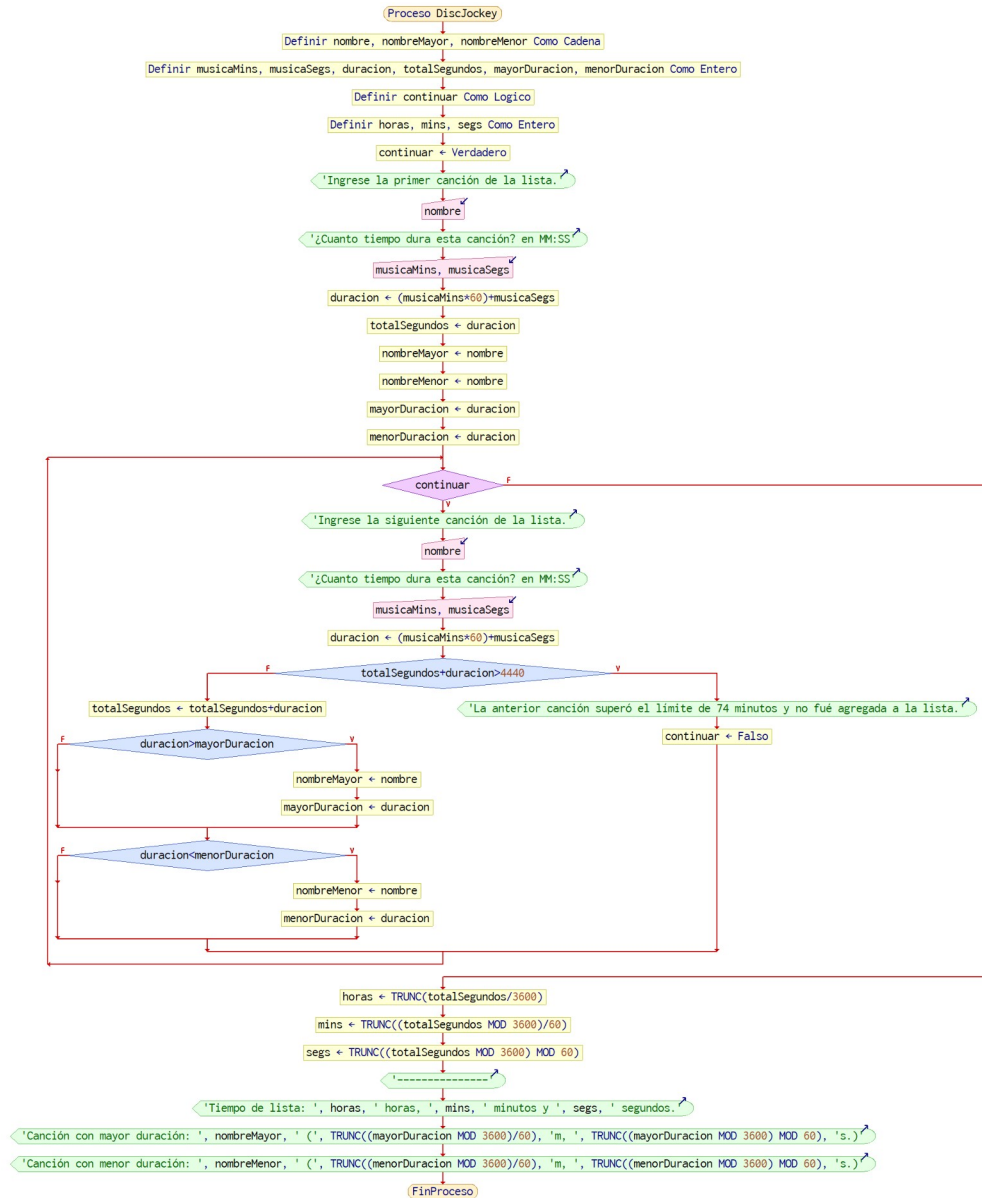 Proceso DiscJockey
Definir nombre, nombreMayor, nombreMenor Como Cadena
Definir musicaMins, musicaSegs, duracion, totalSegundos, mayorDuracion, menorDuracion Como Entero
Definir continuar Como Logico
Definir horas, mins, segs Como Entero
continuar ← Verdadero
'Ingrese la primer canción de la lista.'
nombre
'¿Cuanto tiempo dura esta canción? en MM:SS'
musicaMins, musicaSegs
duracion ← (musicaMins*60)+musicaSegs
totalSegundos ← duracion
nombreMayor ← nombre
nombreMenor ← nombre
mayorDuracion ← duracion
menorDuracion ← duracion
continuar
F
V
'Ingrese la siguiente canción de la lista.'
nombre
'¿Cuanto tiempo dura esta canción? en MM:SS'
musicaMins, musicaSegs
duracion ← (musicaMins*60)+musicaSegs
F
totalSegundos+duracion>4440
V
totalSegundos ← totalSegundos+duracion
'La anterior canción superó el límite de 74 minutos y no fué agregada a la lista.'
continuar ← Falso
F
duracion>mayorDuracion
V
nombreMayor ← nombre
mayorDuracion ← duracion
F
duracion<menorDuracion
V
nombreMenor ← nombre
menorDuracion ← duracion
horas ← TRUNC(totalSegundos/3600)
mins ← TRUNC((totalSegundos MOD 3600)/60)
segs ← TRUNC((totalSegundos MOD 3600) MOD 60)
'---------------'
'Tiempo de lista: ', horas, ' horas, ', mins, ' minutos y ', segs, ' segundos.'
'Canción con mayor duración: ', nombreMayor, ' (', TRUNC((mayorDuracion MOD 3600)/60), 'm, ', TRUNC((mayorDuracion MOD 3600) MOD 60), 's.)'
'Canción con menor duración: ', nombreMenor, ' (', TRUNC((menorDuracion MOD 3600)/60), 'm, ', TRUNC((menorDuracion MOD 3600) MOD 60), 's.)'
FinProceso